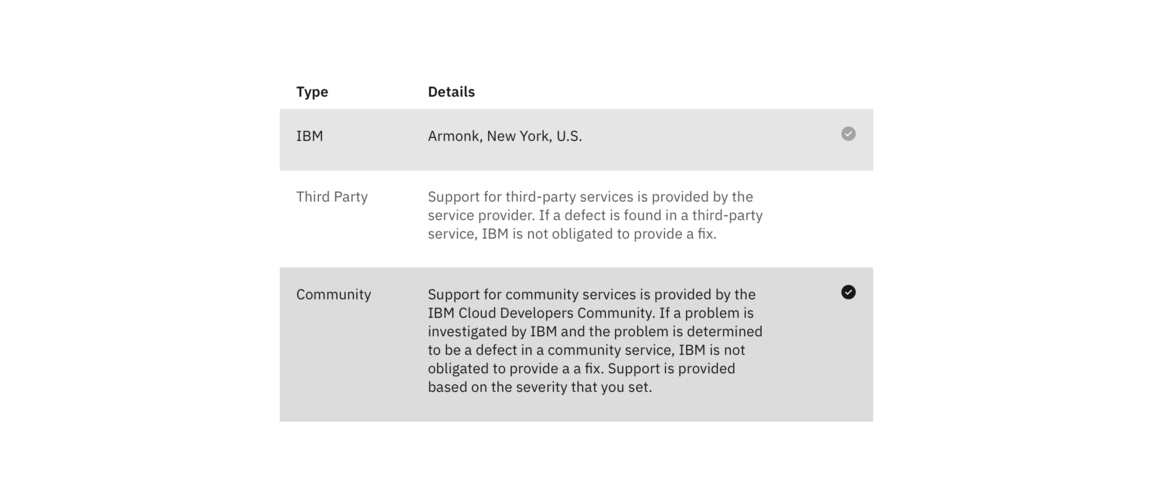 Type Details
IBM Armonk, New York, U.S.
Third Party Support for third-party services is provided by the
service provider. If a defect is found in a third-party
service, IBM is not obligated to provide a fix.
Community Support for community services is provided by the
IBM Cloud Developers Community. If a problem is
investigated by IBM and the problem is determined
to be a defect in a community service, IBM is not
obligated to provide a a fix. Support is provided
based on the severity that you set.